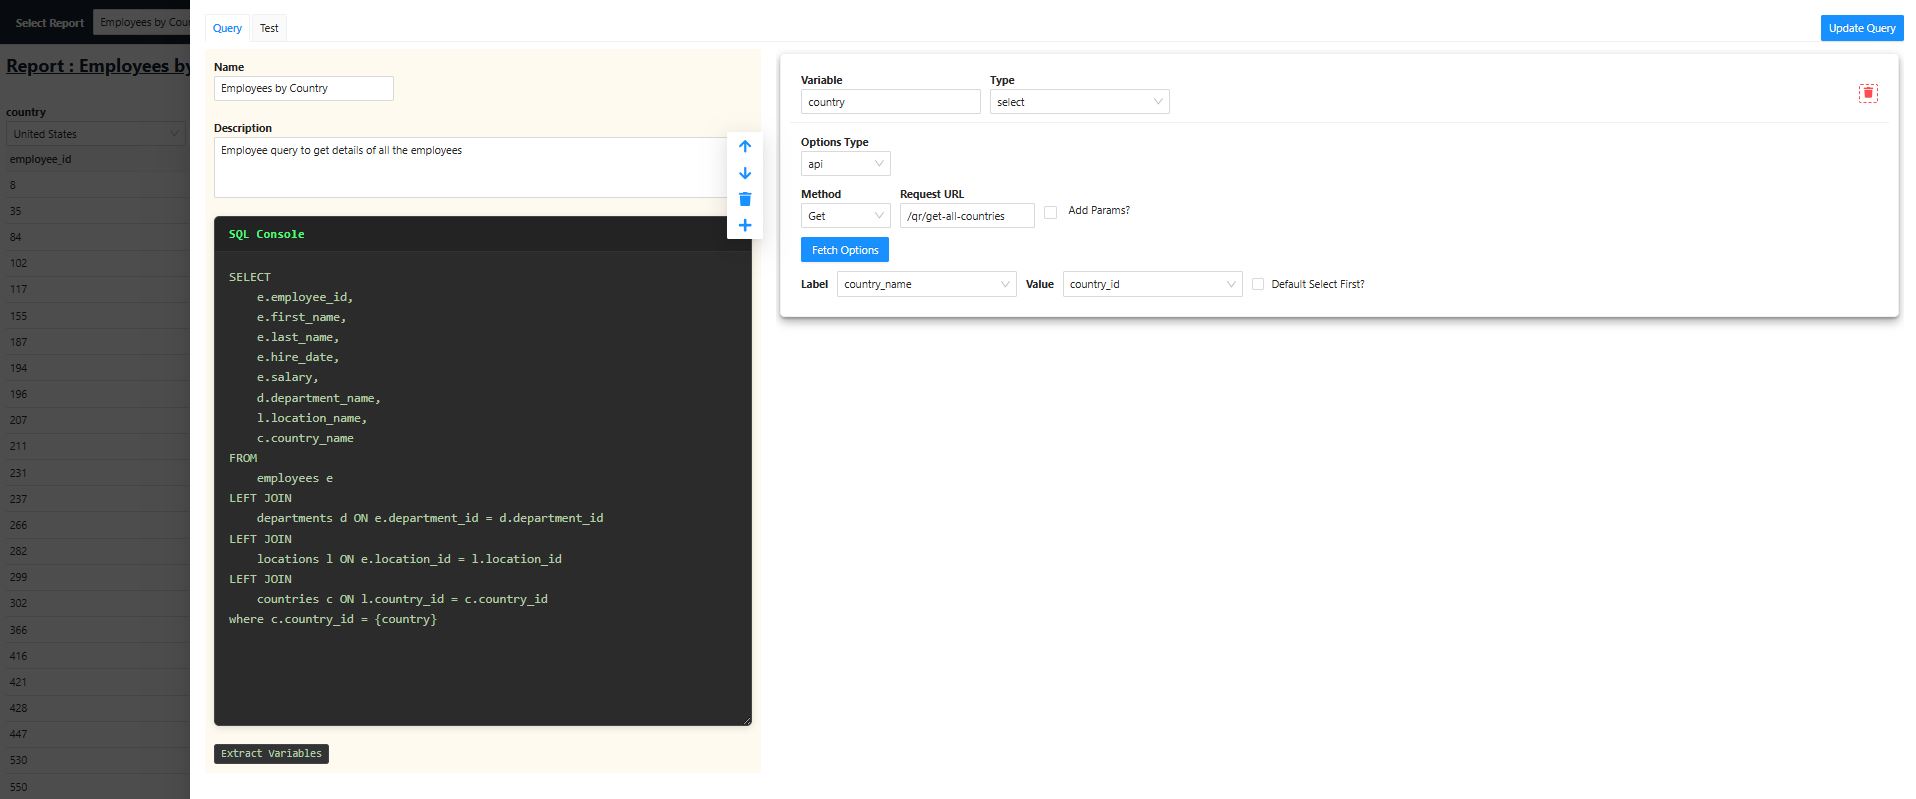 Select Report
Employees by Cou
Report : Employees by
country
United States
employee_id
8
35
84
102
117
155
187
194
196
207
211
231
237
266
282
299
302
366
416
421
428
447
530
550
Query
Test
Update Query
Name
Employees by Country
Description
Employee query to get details of all the employees
SQL Console
SELECT
e.employee_id,
e.first_name,
e.last_name,
e.hire_date,
e.salary,
d.department_name,
l.location_name,
c.country_name
FROM
employees e
LEFT JOIN
departments d ON e.department_id = d.department_id
LEFT JOIN
locations l ON e.location_id = l.location_id
LEFT JOIN
countries c ON l.country_id = c.country_id
where c.country_id = {country}
Extract Variables
Variable
Type
country
select
Options Type
api
Method
Request URL
Get
/qr/get-all-countries
Add Params?
Fetch Options
Label
country_name
Value
country_id
Default Select First?